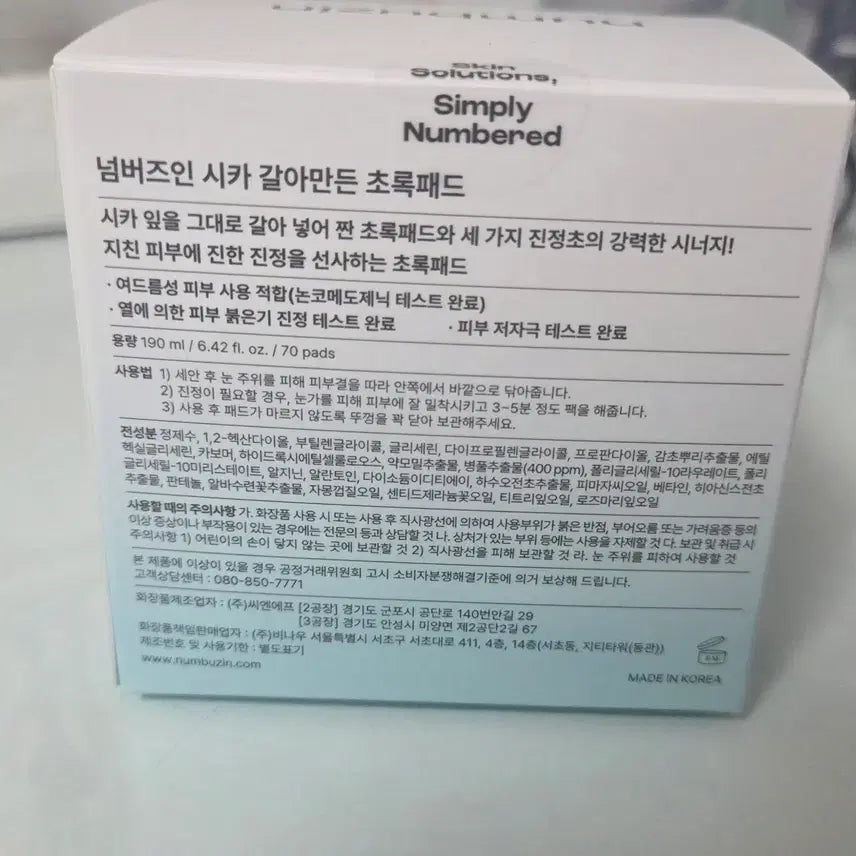 numbuzin
Skin
Solutions,
Simply
Numbered
넘버즈인 시카 갈아만든 초록패드
시카 잎을 그대로 갈아 넣어 짠 초록패드와 세 가지 진정초의 강력한 시너지!
지친 피부에 진한 진정을 선사하는 초록패드
· 여드름성 피부 사용 적합(논코메도제닉 테스트 완료)
· 열에 의한 피부 붉은기 진정 테스트 완료 · 피부 저자극 테스트 완료
용량 190 ml / 6.42 fl. oz. / 70 pads
사용법 1) 세안 후 눈 주위를 피해 피부결을 따라 안쪽에서 바깥으로 닦아줍니다.
2) 진정이 필요할 경우, 눈가를 피해 피부에 잘 밀착시키고 3~5분 정도 팩을 해줍니다.
3) 사용 후 패드가 마르지 않도록 뚜껑을 꽉 닫아 보관해주세요.
전성분 정제수, 1,2-헥산다이올, 부틸렌글라이콜, 글리세린, 다이프로필렌글라이콜, 프로판다이올, 감초뿌리추출물, 에틸
헥실글리세린, 카보머, 하이드록시에틸셀룰로오스, 약모밀추출물, 병풀추출물(400 ppm), 폴리글리세릴-10라우레이트, 폴리
글리세릴-10미리스테이트, 알지닌, 알란토인, 다이소듐이디티에이, 하수오전초추출물, 피마자씨오일, 베타인, 히아신스전초
추출물, 판테놀, 알바수련꽃추출물, 자몽껍질오일, 센티드제라늄꽃오일, 티트리잎오일, 로즈마리잎오일
사용할 때의 주의사항 가. 화장품 사용 시 또는 사용 후 직사광선에 의하여 사용부위가 붉은 반점, 부어오름 또는 가려움증 등의
이상 증상이나 부작용이 있는 경우에는 전문의 등과 상담할 것 나. 상처가 있는 부위 등에는 사용을 자제할 것 다. 보관 및 취급 시
주의사항 1) 어린이의 손이 닿지 않는 곳에 보관할 것 2) 직사광선을 피해 보관할 것 라. 눈 주위를 피하여 사용할 것
본 제품에 이상이 있을 경우 공정거래위원회 고시 소비자분쟁해결기준에 의거 보상해 드립니다.
고객상담센터 : 080-850-7771
화장품제조업자 : (주)씨엔에프 [2공장] 경기도 군포시 공단로 140번안길 29
[3공장] 경기도 안성시 미양면 제2공단2길 67
화장품책임판매업자 : (주)비나우 서울특별시 서초구 서초대로 411, 4층, 14층(서초동, 지티타워(동관))
제조번호 및 사용기한 : 별도표기
www.numbuzin.com
MADE IN KOREA